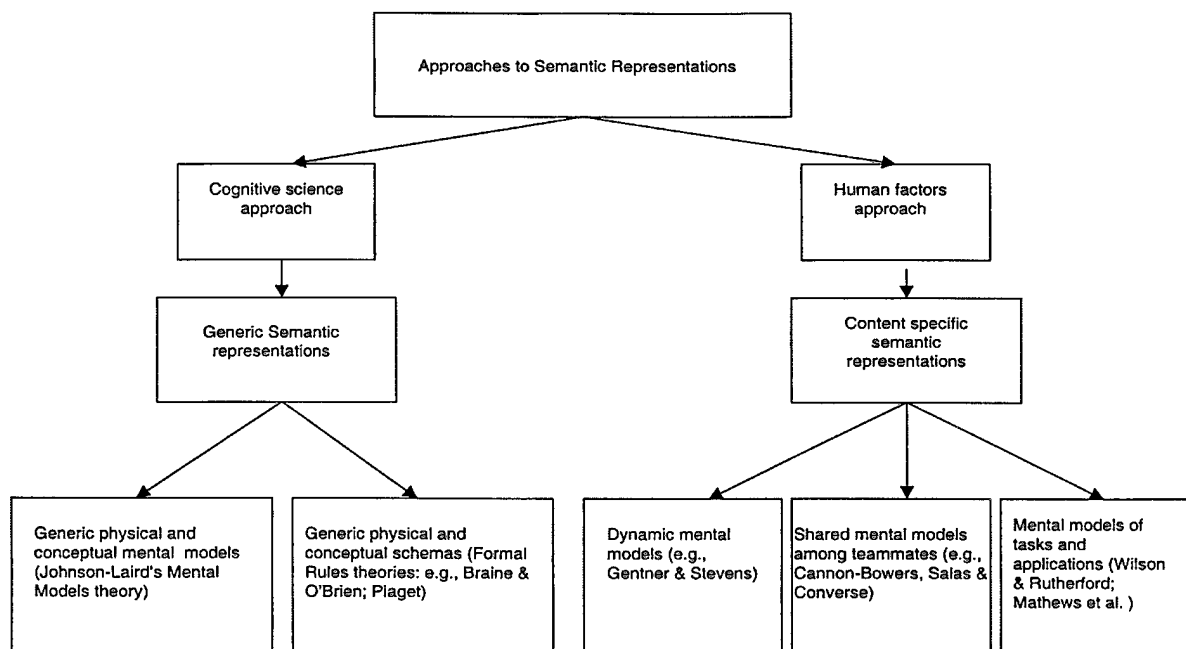 Approaches to Semantic Representations
Cognitive science
approach
Human factors
approach
Generic Semantic
representations
Content specific
semantic
representations
Generic physical and
conceptual mental models
(Johnson-Laird's Mental
Models theory)
Generic physical and
conceptual schemas (Formal
Rules theories: e.g., Braine &
O'Brien; Piaget)
Dynamic mental
models (e.g.,
Gentner & Stevens)
Shared mental models
among teammates (e.g.,
Cannon-Bowers, Salas &
Converse)
Mental models of
tasks and
applications (Wilson
& Rutherford;
Mathews et al. )